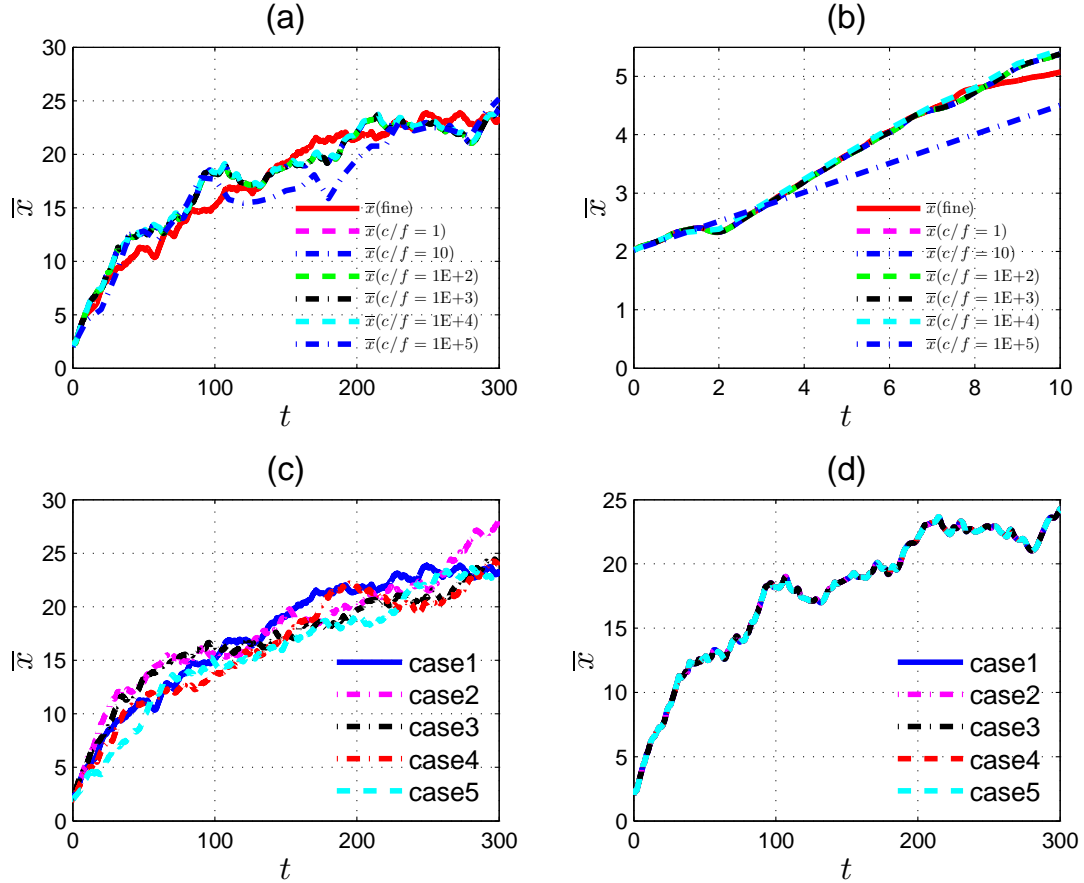 (a)
30
25
20
15
10
5
0
0 100 200 300
x̅
t
x̅(fine)
x̅(c/f = 1)
x̅(c/f = 10)
x̅(c/f = 1E+2)
x̅(c/f = 1E+3)
x̅(c/f = 1E+4)
x̅(c/f = 1E+5)
(b)
5
4
3
2
1
0
0 2 4 6 8 10
x̅
t
x̅(fine)
x̅(c/f = 1)
x̅(c/f = 10)
x̅(c/f = 1E+2)
x̅(c/f = 1E+3)
x̅(c/f = 1E+4)
x̅(c/f = 1E+5)
(c)
30
25
20
15
10
5
0
0 100 200 300
x̅
t
case1
case2
case3
case4
case5
(d)
25
20
15
10
5
0
0 100 200 300
x̅
t
case1
case2
case3
case4
case5